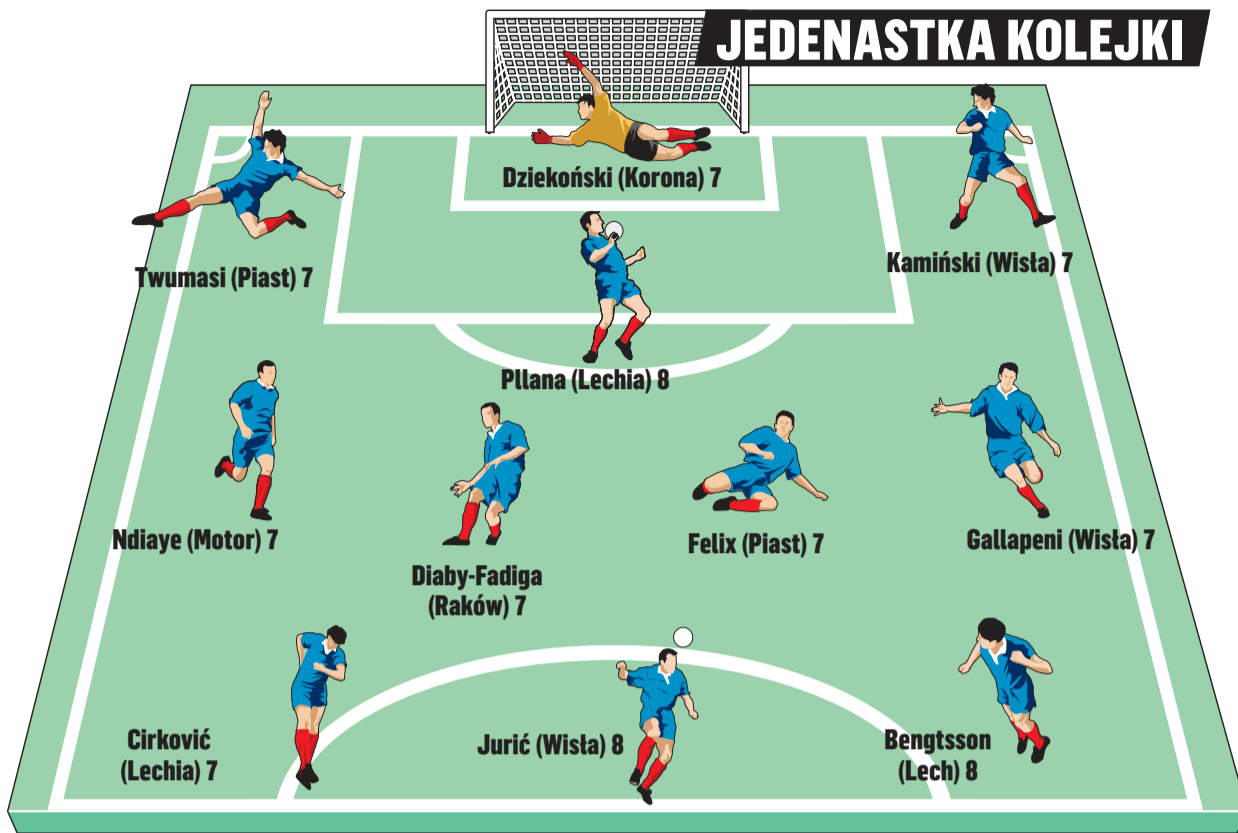 JEDENASTKA KOLEJKI
Dziekoński (Korona) 7
Twumasi (Piast) 7
Kamiński (Wisła) 7
Pllana (Lechia) 8
Ndiaye (Motor) 7
Diaby-Fadiga
(Raków) 7
Felix (Piast) 7
Gallapeni (Wisła) 7
Cirković
(Lechia) 7
Jurić (Wisła) 8
Bengtsson
(Lech) 8